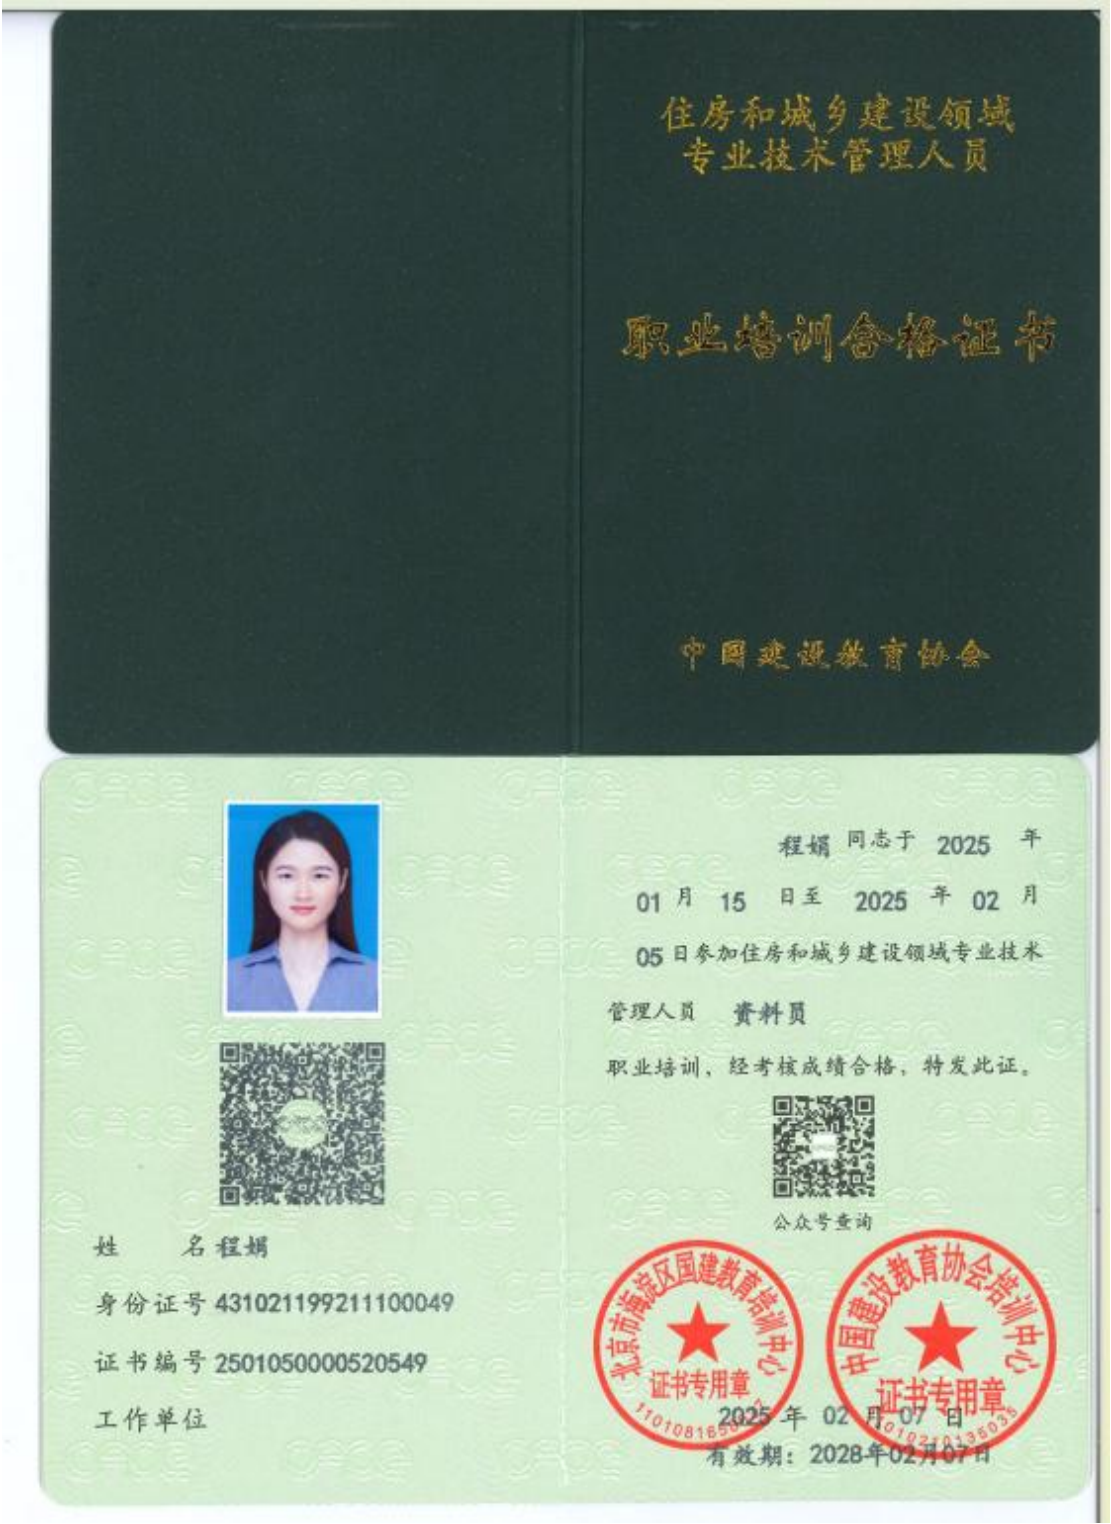 住房和城乡建设领域
专业技术管理人员
职业培训合格证书
中国建设教育协会
姓 名 程娟
身份证号 431021199211100049
证书编号 2501050000520549
工作单位
程娟 同志于 2025 年
01 月 15 日至 2025 年 02 月
05 日参加住房和城乡建设领域专业技术
管理人员 资料员
职业培训、经考核成绩合格，特发此证。
公众号查询
北京市海淀区国建教育培训中心
证书专用章
中国建设教育协会培训中心
证书专用章
2025 年 02 月 07 日
有效期：2028年02月07日